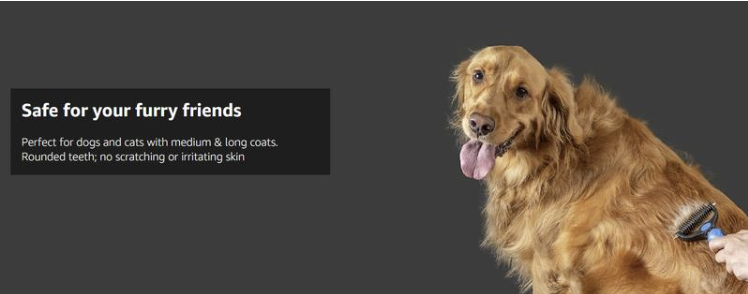 Safe for your furry friends
Perfect for dogs and cats with medium & long coats.
Rounded teeth; no scratching or irritating skin